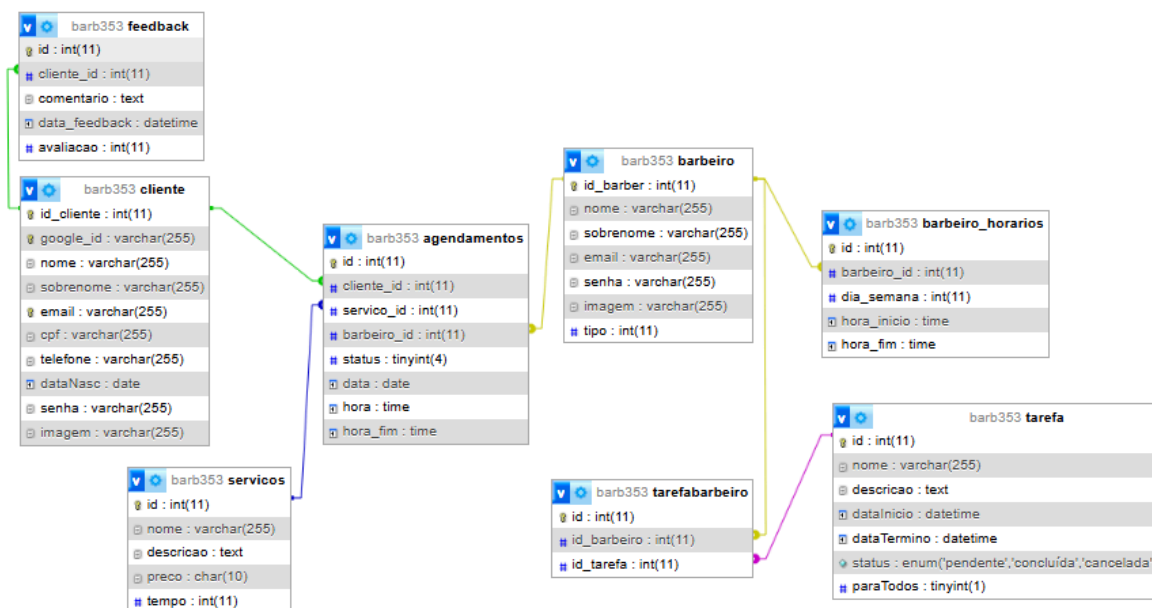 barb353 feedback
id : int(11)
cliente_id : int(11)
comentario : text
data_feedback : datetime
avaliacao : int(11)
barb353 cliente
id_cliente : int(11)
google_id : varchar(255)
nome : varchar(255)
sobrenome : varchar(255)
email : varchar(255)
cpf : varchar(255)
telefone : varchar(255)
dataNasc : date
senha : varchar(255)
imagem : varchar(255)
barb353 servicos
id : int(11)
nome : varchar(255)
descricao : text
preco : char(10)
tempo : int(11)
barb353 agendamentos
id : int(11)
cliente_id : int(11)
servico_id : int(11)
barbeiro_id : int(11)
status : tinyint(4)
data : date
hora : time
hora_fim : time
barb353 barbeiro
id_barber : int(11)
nome : varchar(255)
sobrenome : varchar(255)
email : varchar(255)
senha : varchar(255)
imagem : varchar(255)
tipo : int(11)
barb353 tarefabarbeiro
id : int(11)
id_barbeiro : int(11)
id_tarefa : int(11)
barb353 barbeiro_horarios
id : int(11)
barbeiro_id : int(11)
dia_semana : int(11)
hora_inicio : time
hora_fim : time
barb353 tarefa
id : int(11)
nome : varchar(255)
descricao : text
dataInicio : datetime
dataTermino : datetime
status : enum('pendente','concluída','cancelada'
paraTodos : tinyint(1)